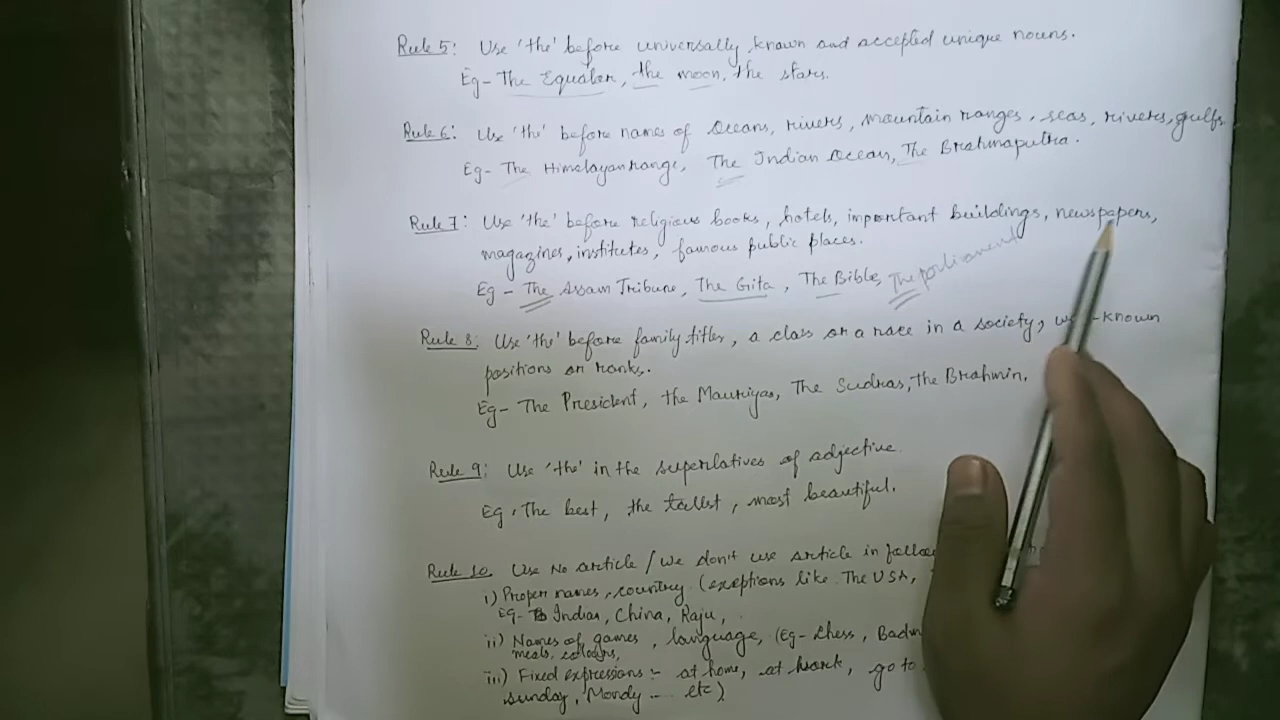 Rule 5: Use 'the' before universally known and accepted unique nouns.
Eg- The Equator, the moon, the stars.
Rule 6: Use 'the' before names of Oceans, rivers, mountain ranges, seas, rivers, gulfs
Eg- The Himalayan range, The Indian Ocean, The Brahmaputra.
Rule 7: Use 'the' before religious books, hotels, important buildings, newspapers,
magazines, institutes, famous public places.
Eg - The Assam Tribune, The Gita, The Bible, The parliament
Rule 8: Use 'the' before family titles, a class or a race in a society, -known
positions or ranks.
Eg- The President, the Mauriyas, The Sudras, the Brahmin.
Rule 9: Use 'the' in the superlatives of adjective.
Eg. The best, the tallest, most beautiful.
Rule 10 Use No article / we don't use article in
i) Proper names, country (exceptions like The USA,
Eg- Indian, China, Raju,
ii) Names of games, language, (Eg- Chess,
meals, colours,
iii) Fixed expressions :- at home, at work, go to
sunday, Mondy .... etc)